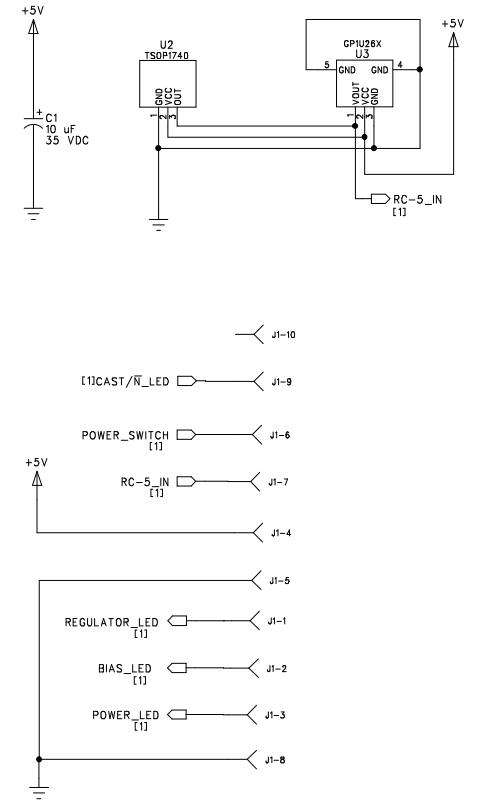 +5V
U2
TSOP1740
GND
VCC
OUT
1
2
3
GP1U26X
U3
5
GND
GND
4
VOUT
VCC
GND
1
2
3
+5V
+
C1
10 uF
35 VDC
RC-5_IN
[1]
J1-10
[1]CAST/N̅_LED
J1-9
POWER_SWITCH
[1]
J1-6
RC-5_IN
[1]
J1-7
+5V
J1-4
J1-5
REGULATOR_LED
[1]
J1-1
BIAS_LED
[1]
J1-2
POWER_LED
[1]
J1-3
J1-8